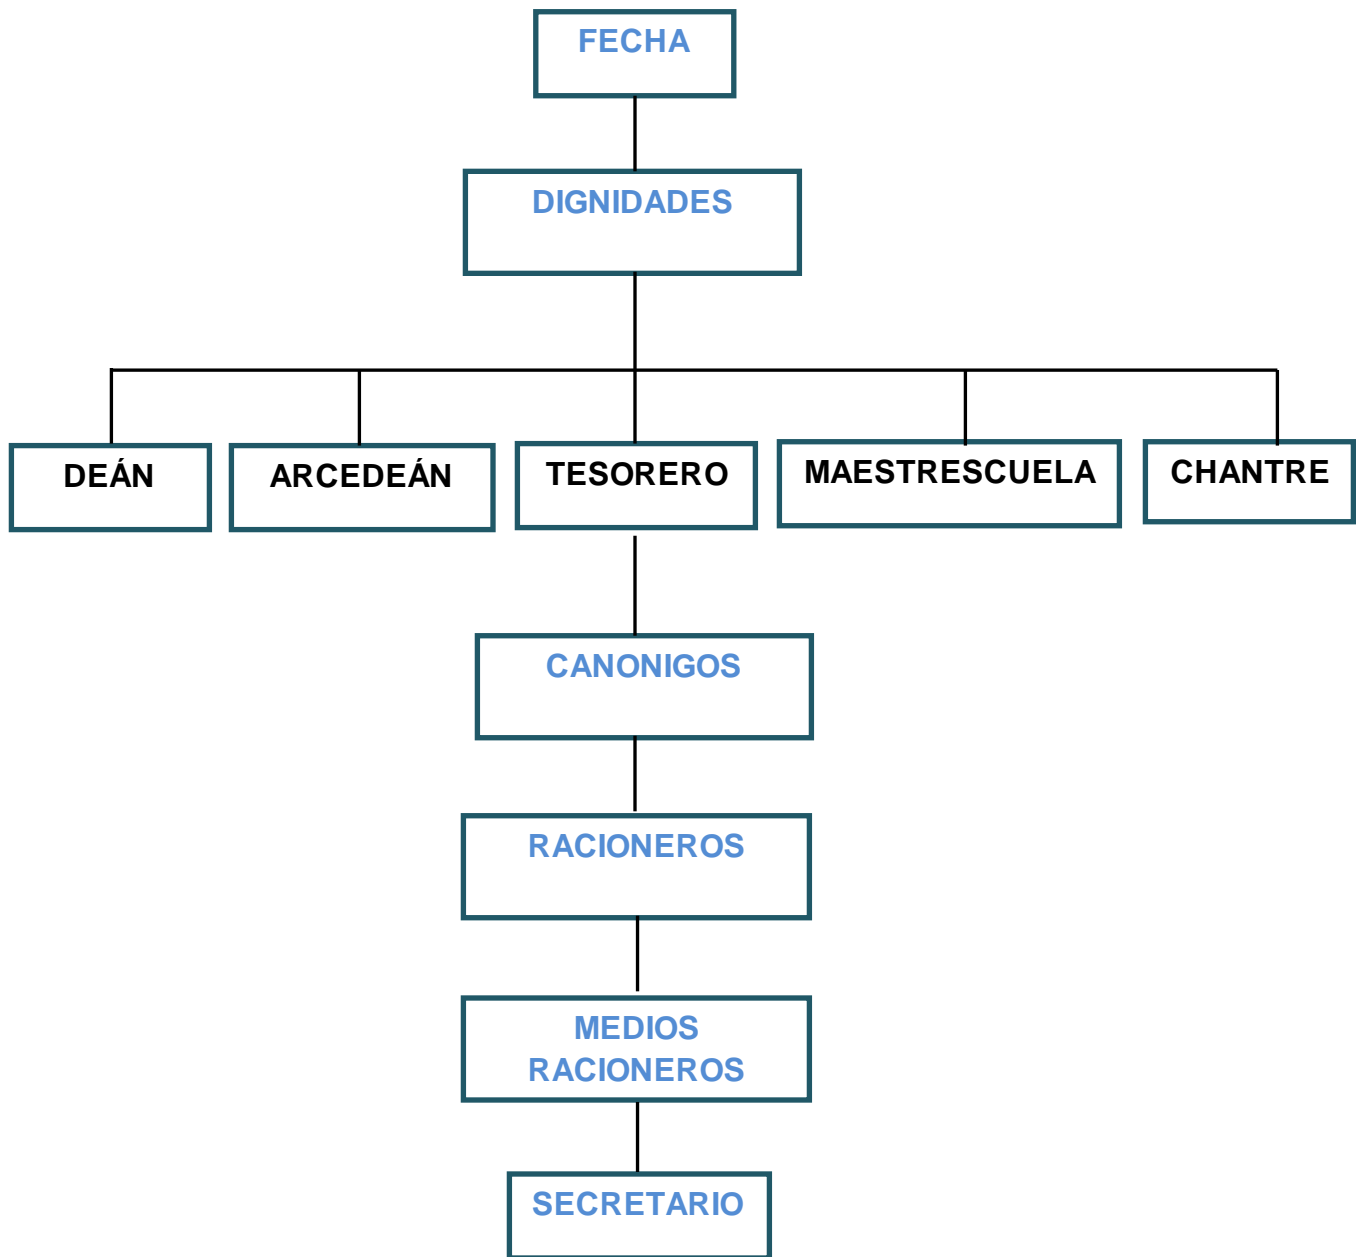 FECHA
DIGNIDADES
DEÁN
ARCEDEÁN
TESORERO
MAESTRESCUELA
CHANTRE
CANONIGOS
RACIONEROS
MEDIOS
RACIONEROS
SECRETARIO